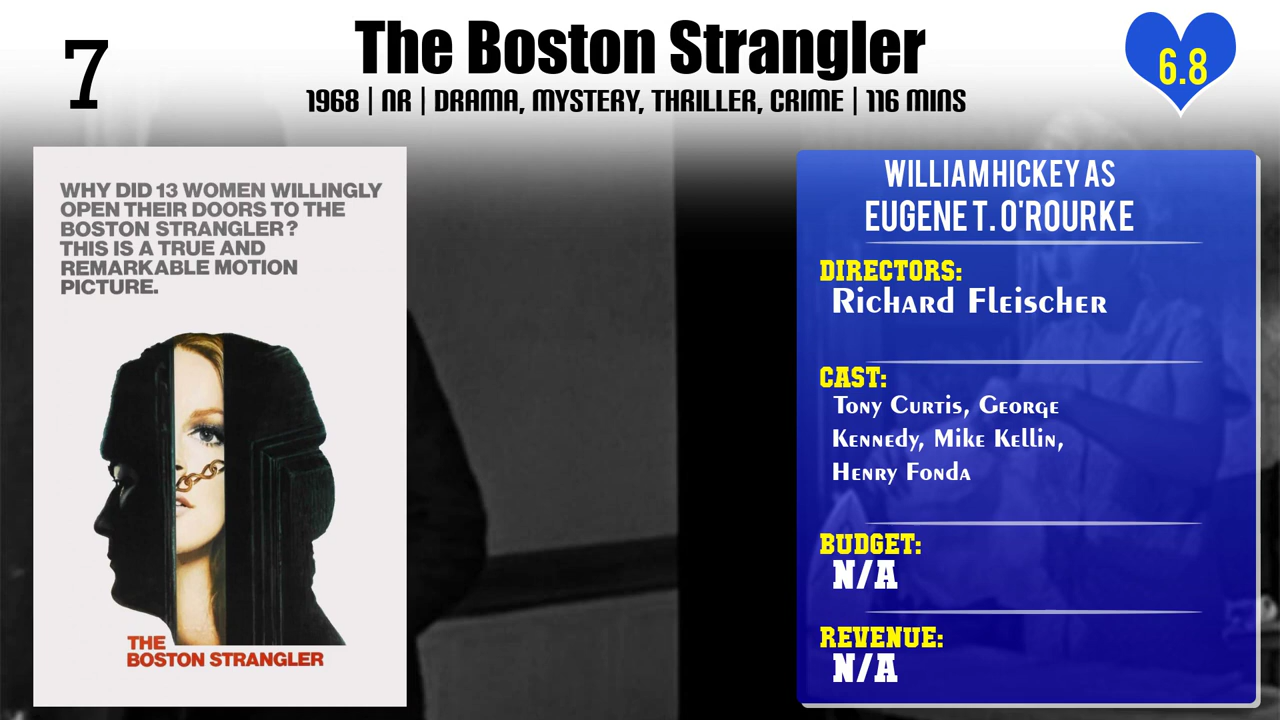 7
The Boston Strangler
1968 | NR | DRAMA, MYSTERY, THRILLER, CRIME | 116 MINS
6.8
WHY DID 13 WOMEN WILLINGLY
OPEN THEIR DOORS TO THE
BOSTON STRANGLER?
THIS IS A TRUE AND
REMARKABLE MOTION
PICTURE.
THE
BOSTON STRANGLER
WILLIAM HICKEY AS
EUGENE T. O'ROURKE
DIRECTORS:
Richard Fleischer
CAST:
Tony Curtis, George
Kennedy, Mike Kellin,
Henry Fonda
BUDGET:
N/A
REVENUE:
N/A